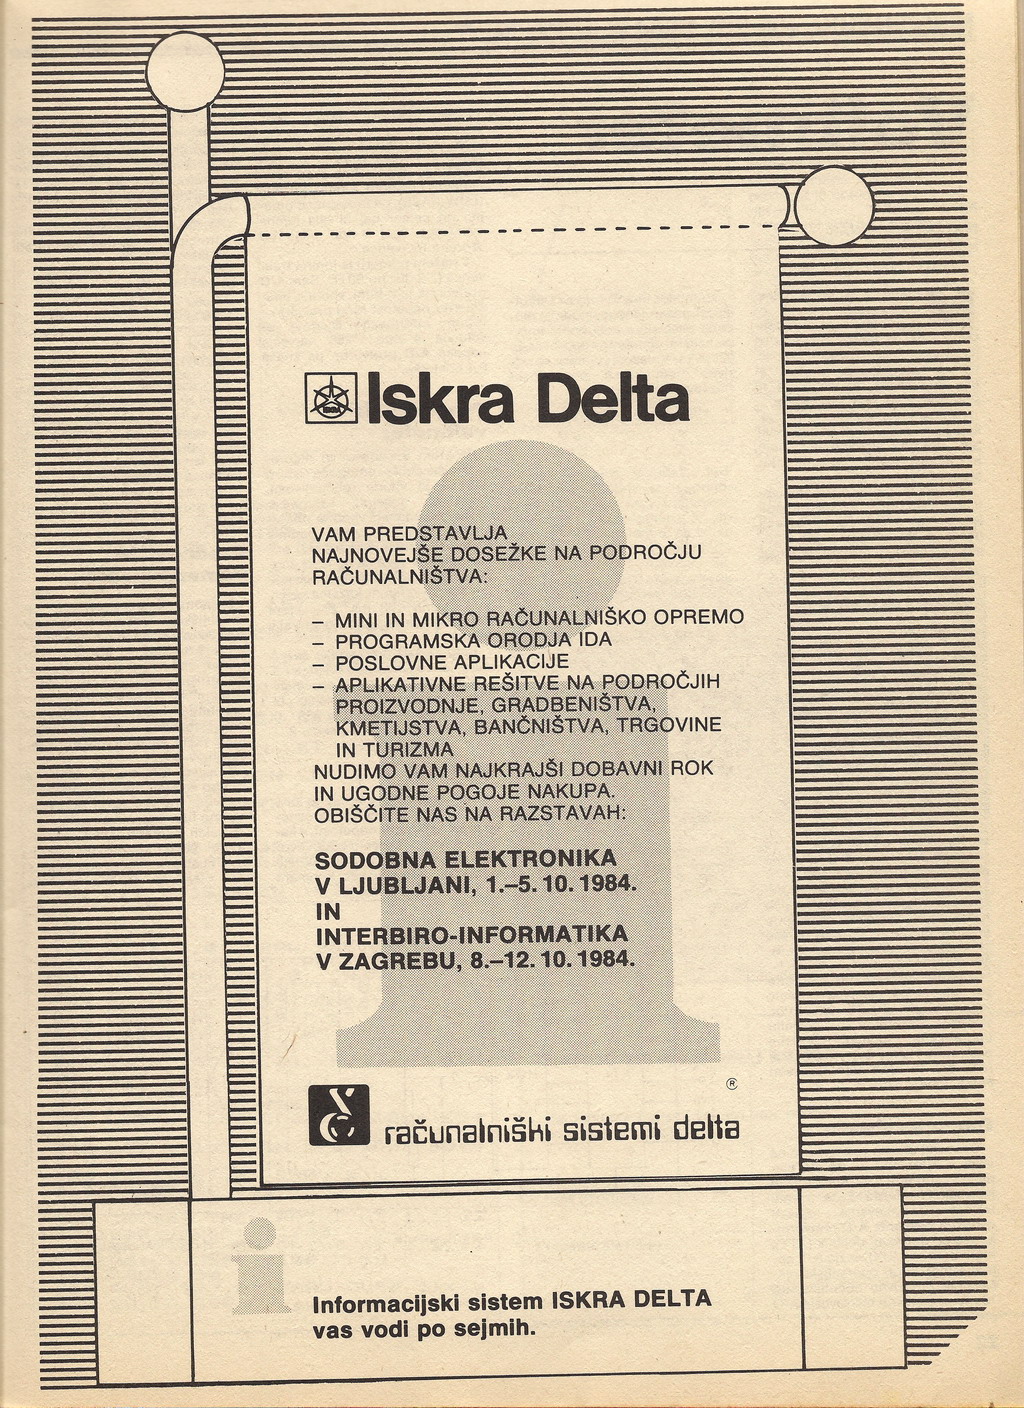 Iskra Delta
VAM PREDSTAVLJA
NAJNOVEJŠE DOSEŽKE NA PODROČJU
RAČUNALNIŠTVA:
– MINI IN MIKRO RAČUNALNIŠKO OPREMO
– PROGRAMSKA ORODJA IDA
– POSLOVNE APLIKACIJE
– APLIKATIVNE REŠITVE NA PODROČJIH
PROIZVODNJE, GRADBENIŠTVA,
KMETIJSTVA, BANČNIŠTVA, TRGOVINE
IN TURIZMA
NUDIMO VAM NAJKRAJŠI DOBAVNI ROK
IN UGODNE POGOJE NAKUPA.
OBIŠČITE NAS NA RAZSTAVAH:
SODOBNA ELEKTRONIKA
V LJUBLJANI, 1.–5. 10. 1984.
IN
INTERBIRO-INFORMATIKA
V ZAGREBU, 8.–12. 10. 1984.
®
računalniški sistemi delta
Informacijski sistem ISKRA DELTA
vas vodi po sejmih.